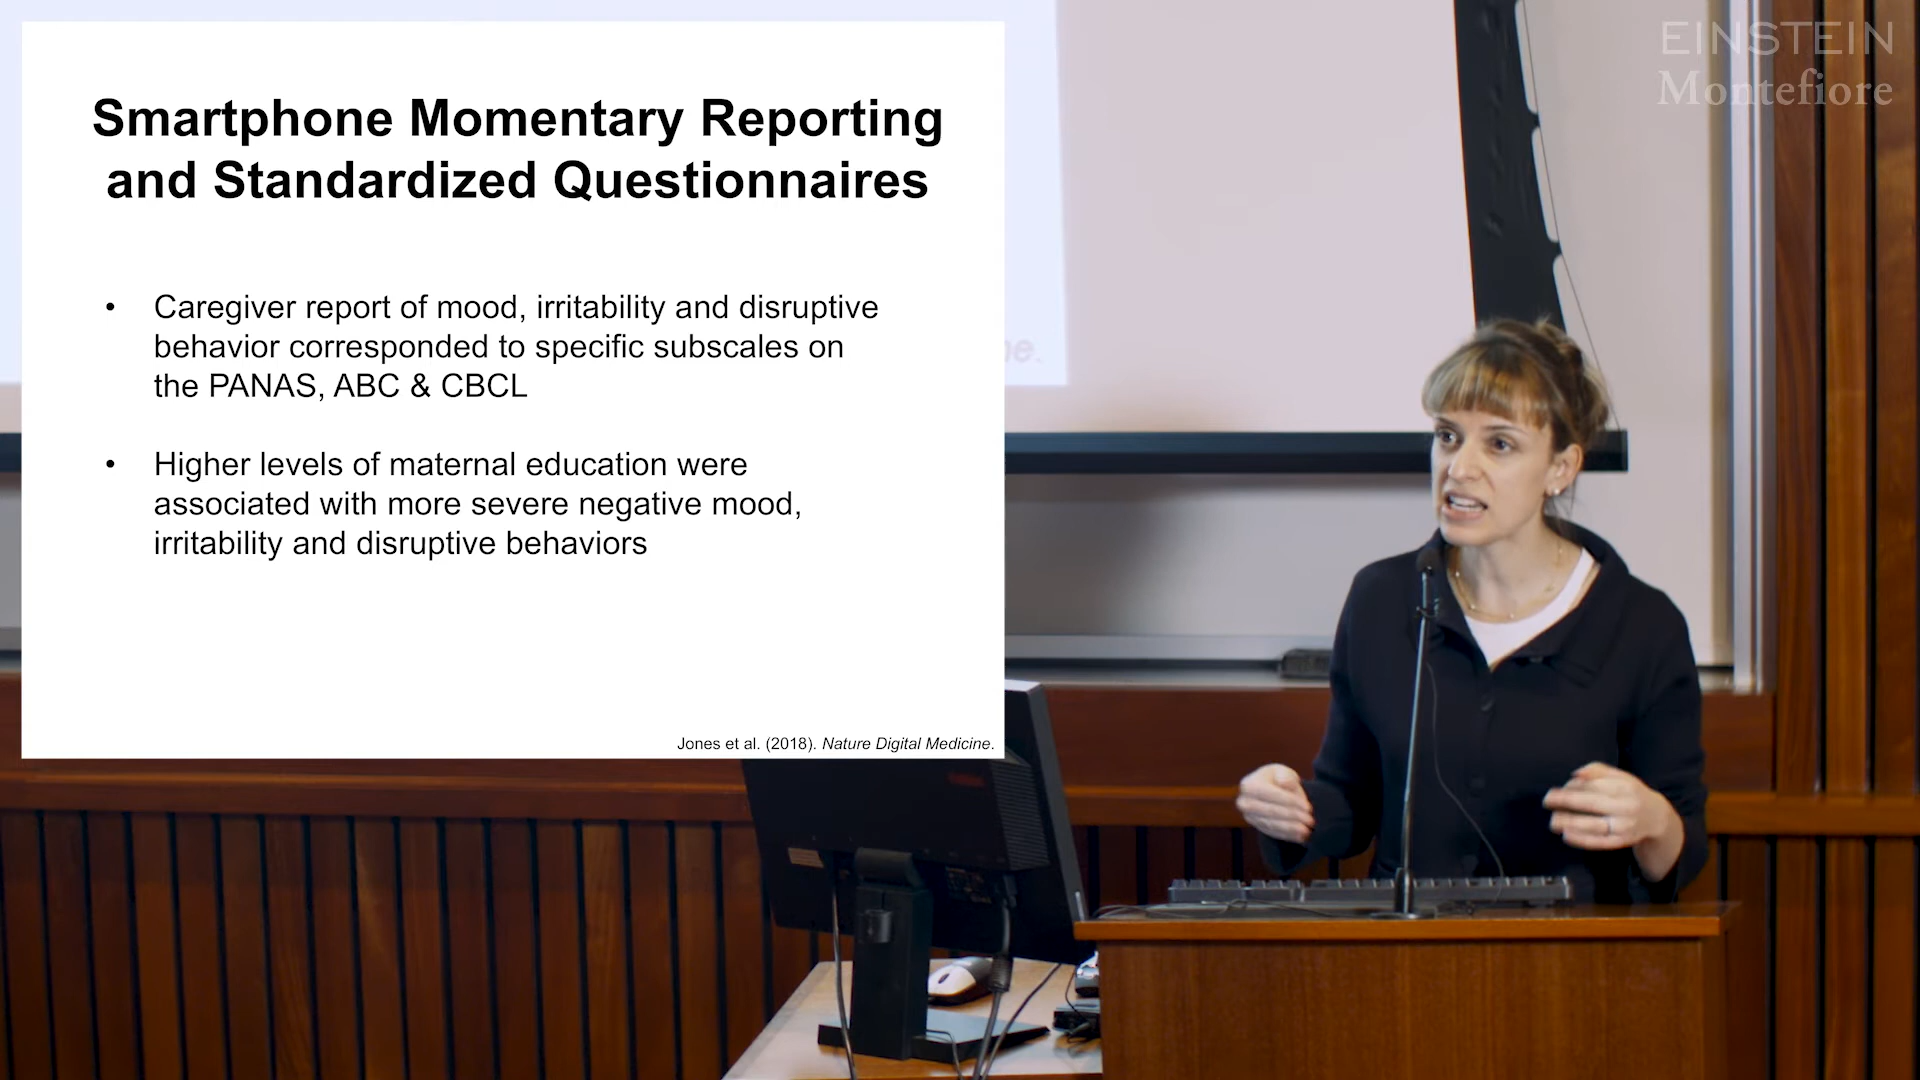 EINSTEIN
Montefiore
Smartphone Momentary Reporting
and Standardized Questionnaires
• Caregiver report of mood, irritability and disruptive
behavior corresponded to specific subscales on
the PANAS, ABC & CBCL
• Higher levels of maternal education were
associated with more severe negative mood,
irritability and disruptive behaviors
Jones et al. (2018). Nature Digital Medicine.